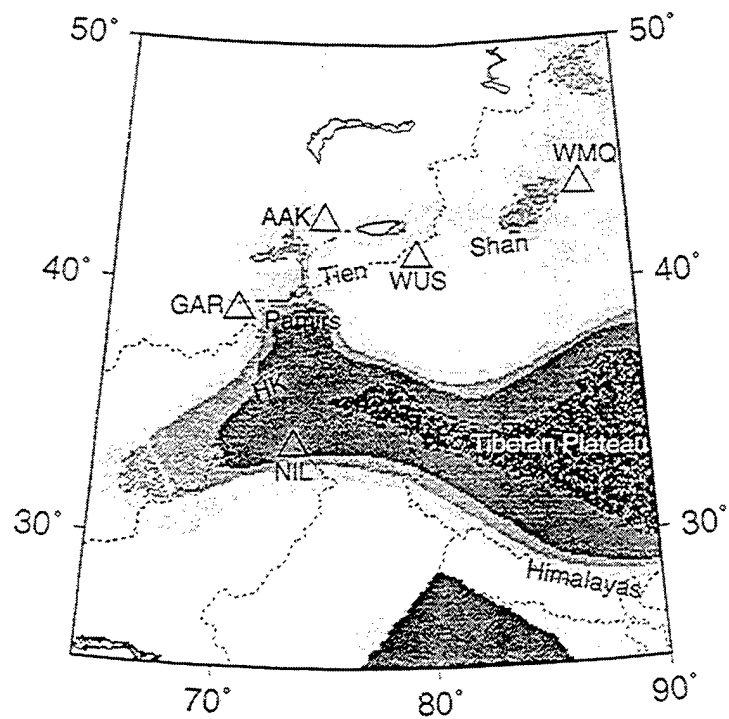 50° 50°
WMQ
AAK
Shan
40° Tien WUS 40°
GAR
Pamirs
HK
Tibetan Plateau
NIL
30° 30°
Himalayas
70° 80° 90°